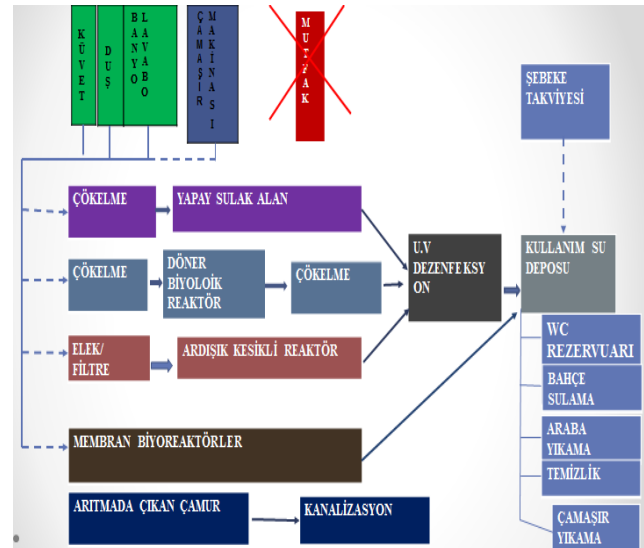 KÜVET
DUŞ
BANYO
LAVABO
ÇAMAŞIR
MAKİNASI
MUTFAK
ŞEBEKE
TAKVİYESİ
ÇÖKELME
YAPAY SULAK ALAN
ÇÖKELME
DÖNER
BİYOLOİK
REAKTÖR
ÇÖKELME
U.V
DEZENFEKSY
ON
KULLANIM SU
DEPOSU
ELEK/
FİLTRE
ARDIŞIK KESİKLİ REAKTÖR
WC
REZERVUARI
BAHÇE
SULAMA
ARABA
YIKAMA
TEMİZLİK
ÇAMAŞIR
YIKAMA
MEMBRAN BİYOREAKTÖRLER
ARITMADA ÇIKAN ÇAMUR
KANALİZASYON